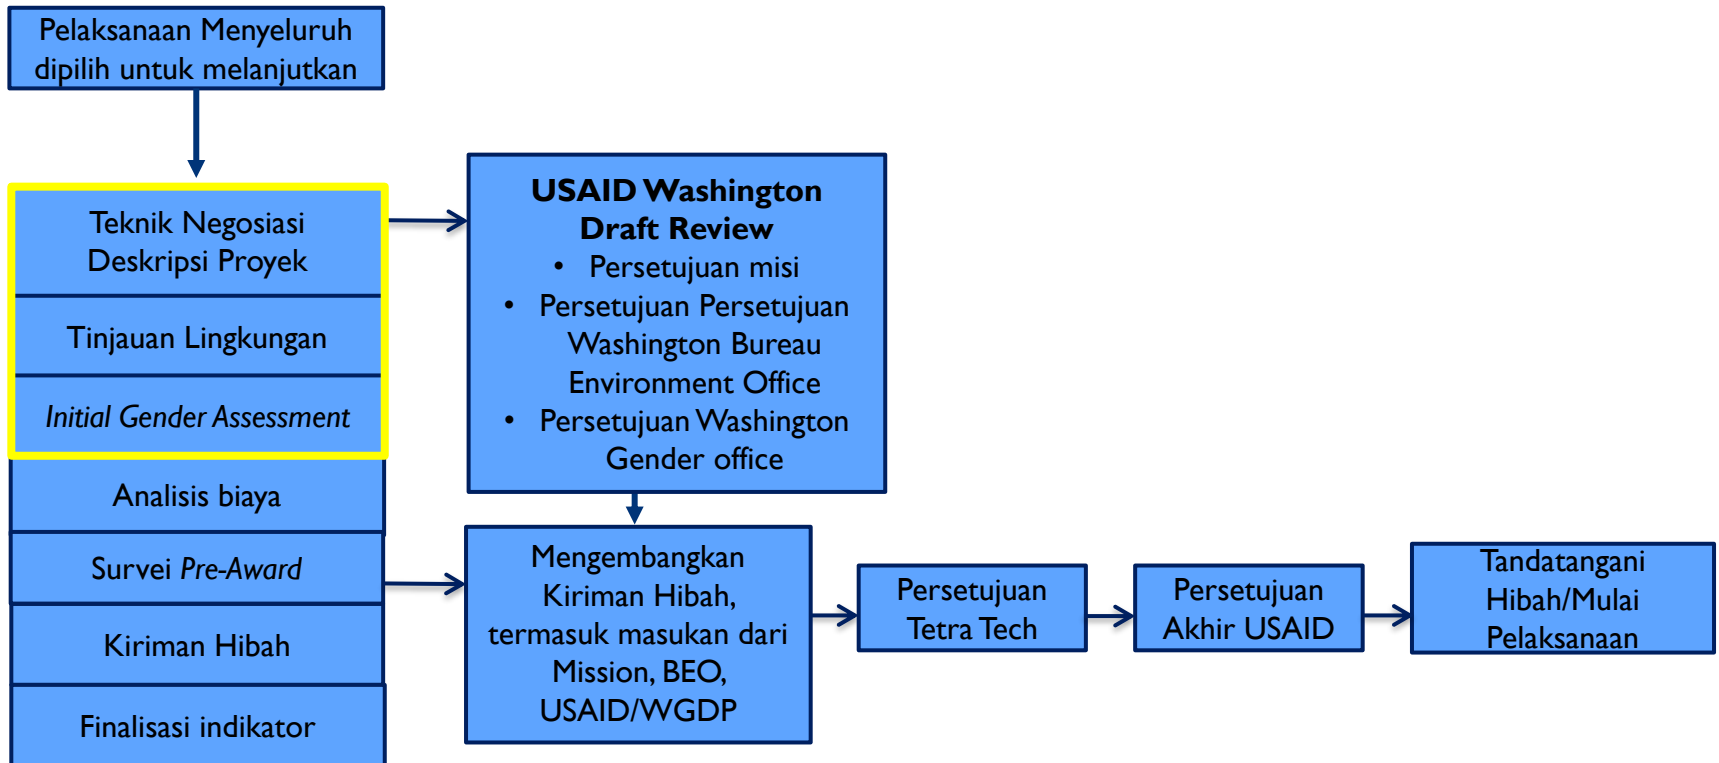 Pelaksanaan Menyeluruh
dipilih untuk melanjutkan
Teknik Negosiasi
Deskripsi Proyek
Tinjauan Lingkungan
Initial Gender Assessment
Analisis biaya
Survei Pre-Award
Kiriman Hibah
Finalisasi indikator
USAID Washington
Draft Review
• Persetujuan misi
• Persetujuan Persetujuan
Washington Bureau
Environment Office
• Persetujuan Washington
Gender office
Mengembangkan
Kiriman Hibah,
termasuk masukan dari
Mission, BEO,
USAID/WGDP
Persetujuan
Tetra Tech
Persetujuan
Akhir USAID
Tandatangani
Hibah/Mulai
Pelaksanaan